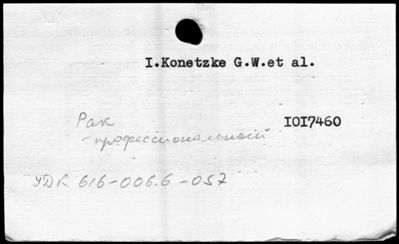 I.Konetzke G.W.et al.
Рак
IOI7460
-профессиональный
УДК 616-006.6-057